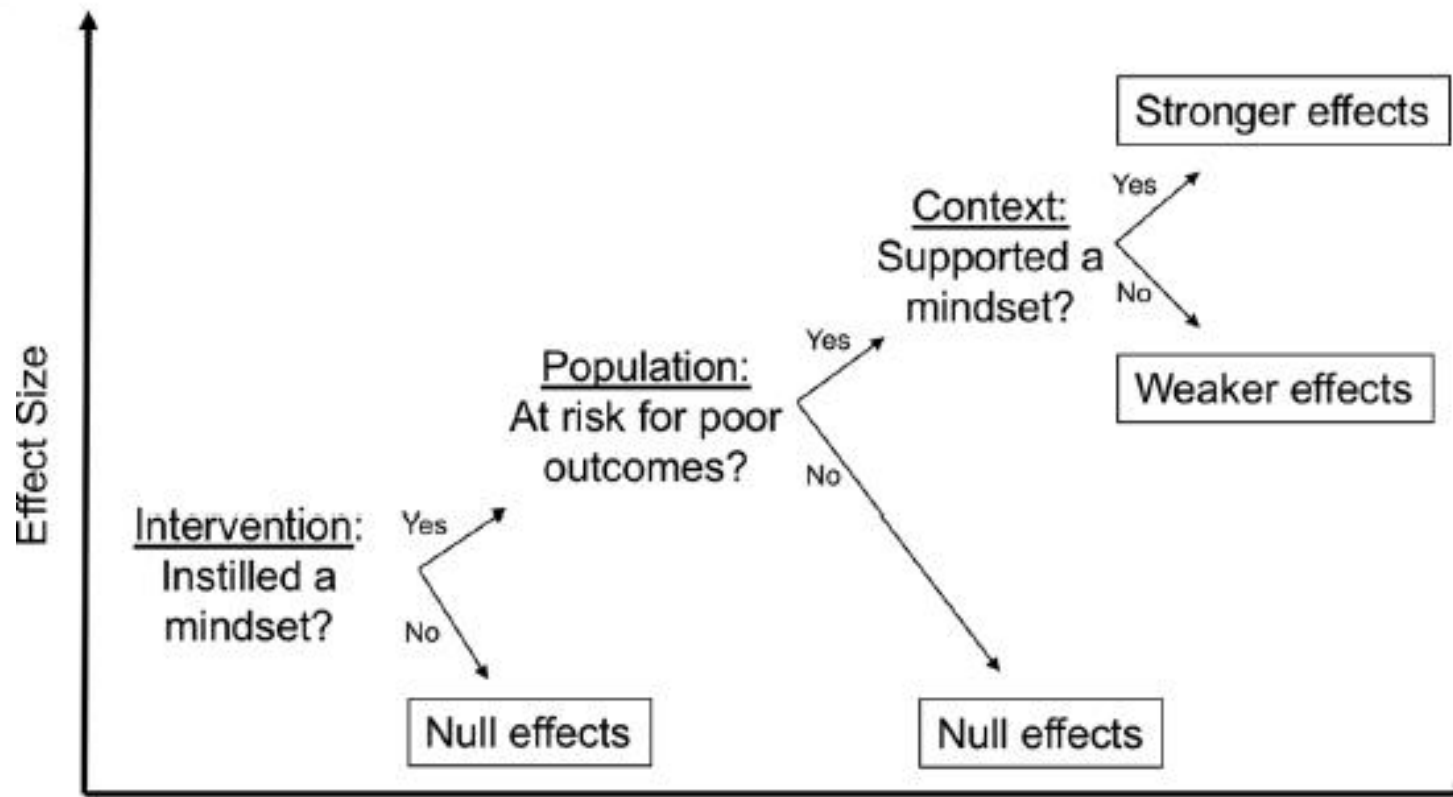 Effect Size
Intervention:
Instilled a
mindset?
Yes
No
Null effects
Population:
At risk for poor
outcomes?
Yes
No
Null effects
Context:
Supported a
mindset?
Yes
No
Stronger effects
Weaker effects